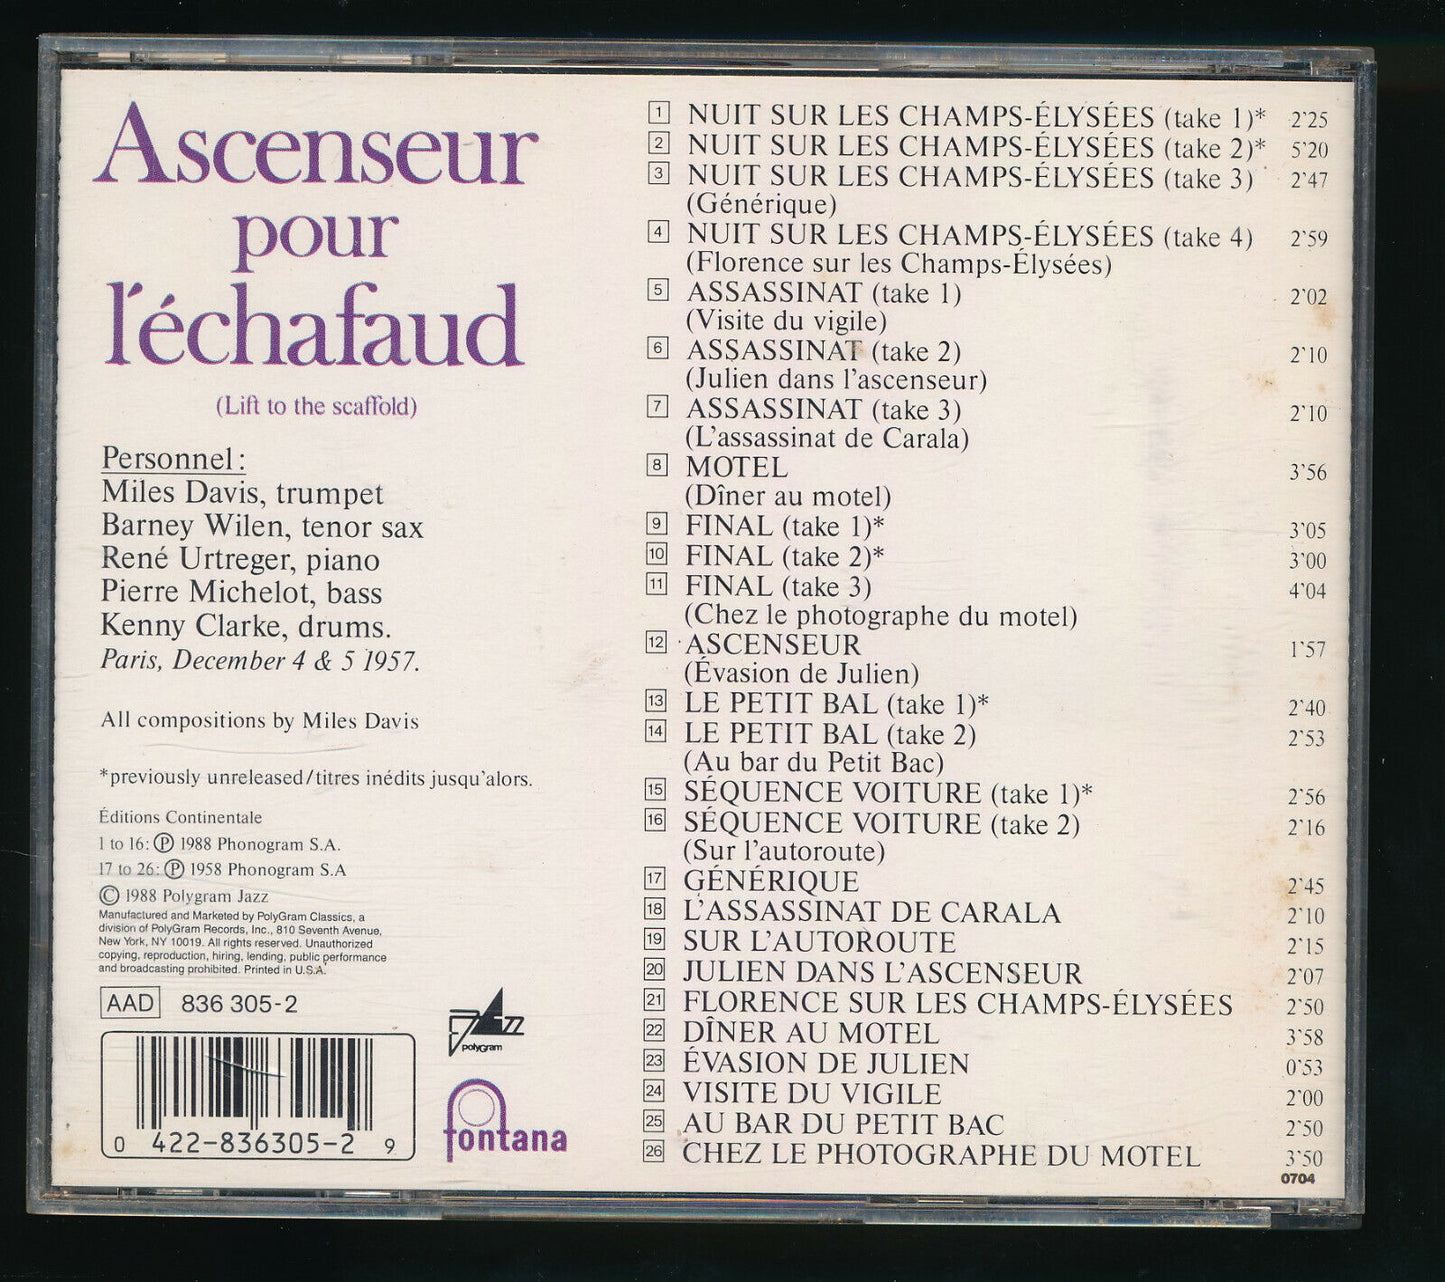 Ascenseur
pour
l'échafaud
(Lift to the scaffold)
Personnel:
Miles Davis, trumpet
Barney Wilen, tenor sax
René Urtreger, piano
Pierre Michelot, bass
Kenny Clarke, drums.
Paris, December 4 & 5 1957.
All compositions by Miles Davis
*previously unreleased/titres inédits jusqu'alors.
Éditions Continentale
1 to 16: Ⓟ 1988 Phonogram S.A.
17 to 26: Ⓟ 1958 Phonogram S.A
© 1988 Polygram Jazz
Manufactured and Marketed by PolyGram Classics, a
division of PolyGram Records, Inc., 810 Seventh Avenue,
New York, NY 10019. All rights reserved. Unauthorized
copying, reproduction, hiring, lending, public performance
and broadcasting prohibited. Printed in U.S.A.
AAD 836 305-2
0 422-836305-2 9
JAZZ
polyGram
fontana
1 NUIT SUR LES CHAMPS-ÉLYSÉES (take 1)* 2'25
2 NUIT SUR LES CHAMPS-ÉLYSÉES (take 2)* 5'20
3 NUIT SUR LES CHAMPS-ÉLYSÉES (take 3) 2'47
(Générique)
4 NUIT SUR LES CHAMPS-ÉLYSÉES (take 4) 2'59
(Florence sur les Champs-Élysées)
5 ASSASSINAT (take 1) 2'02
(Visite du vigile)
6 ASSASSINAT (take 2) 2'10
(Julien dans l'ascenseur)
7 ASSASSINAT (take 3) 2'10
(L'assassinat de Carala)
8 MOTEL 3'56
(Dîner au motel)
9 FINAL (take 1)* 3'05
10 FINAL (take 2)* 3'00
11 FINAL (take 3) 4'04
(Chez le photographe du motel)
12 ASCENSEUR 1'57
(Évasion de Julien)
13 LE PETIT BAL (take 1)* 2'40
14 LE PETIT BAL (take 2) 2'53
(Au bar du Petit Bac)
15 SÉQUENCE VOITURE (take 1)* 2'56
16 SÉQUENCE VOITURE (take 2) 2'16
(Sur l'autoroute)
17 GÉNÉRIQUE 2'45
18 L'ASSASSINAT DE CARALA 2'10
19 SUR L'AUTOROUTE 2'15
20 JULIEN DANS L'ASCENSEUR 2'07
21 FLORENCE SUR LES CHAMPS-ÉLYSÉES 2'50
22 DÎNER AU MOTEL 3'58
23 ÉVASION DE JULIEN 0'53
24 VISITE DU VIGILE 2'00
25 AU BAR DU PETIT BAC 2'50
26 CHEZ LE PHOTOGRAPHE DU MOTEL 3'50
0704